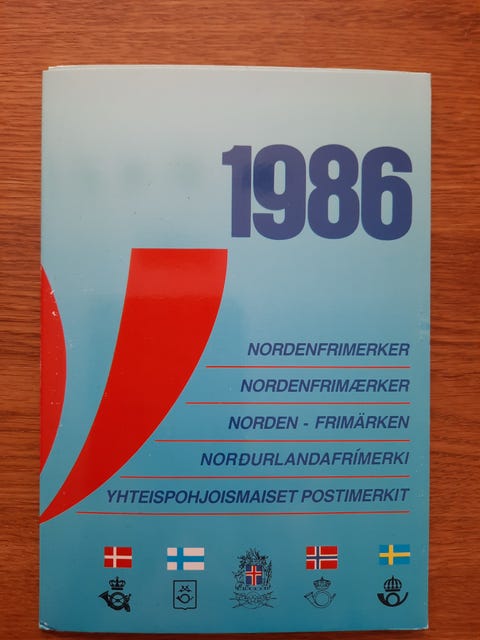 1986
NORDENFRIMERKER
NORDENFRIMÆRKER
NORDEN - FRIMÄRKEN
NORÐURLANDAFRÍMERKI
YHTEISPOHJOISMAISET POSTIMERKIT